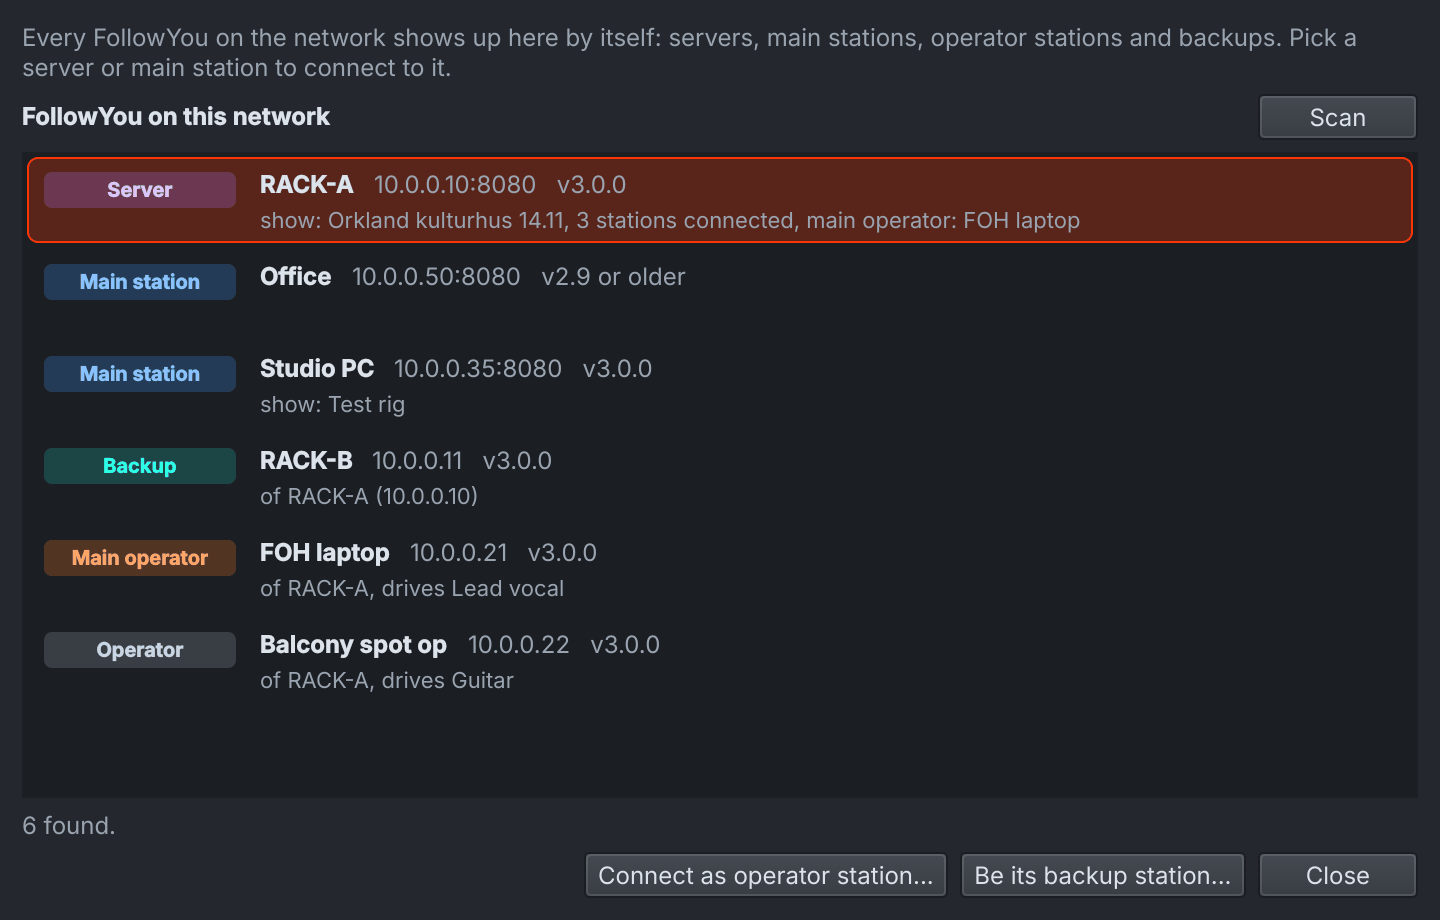 Every FollowYou on the network shows up here by itself: servers, main stations, operator stations and backups. Pick a
server or main station to connect to it.
FollowYou on this network
Scan
Server
RACK-A 10.0.0.10:8080 v3.0.0
show: Orkland kulturhus 14.11, 3 stations connected, main operator: FOH laptop
Main station
Office 10.0.0.50:8080 v2.9 or older
Main station
Studio PC 10.0.0.35:8080 v3.0.0
show: Test rig
Backup
RACK-B 10.0.0.11 v3.0.0
of RACK-A (10.0.0.10)
Main operator
FOH laptop 10.0.0.21 v3.0.0
of RACK-A, drives Lead vocal
Operator
Balcony spot op 10.0.0.22 v3.0.0
of RACK-A, drives Guitar
6 found.
Connect as operator station...
Be its backup station...
Close